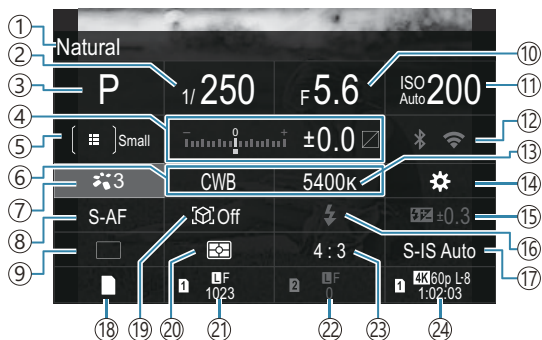 ① Natural
②
③ P 1/250 F5.6 ISO Auto 200 ⑩ ⑪
④
⑤ [ ] Small − 0 + ±0.0 ⑫
⑥ ⑬
⑦ 3 CWB 5400K ⑭
⑧ S-AF Off ±0.3 ⑮
⑨ 4:3 S-IS Auto ⑯ ⑰
1 LF 1023 2 LF 0 1 4K 60p L-8 1:02:03
⑱ ⑲ ⑳ ㉑ ㉒ ㉓ ㉔